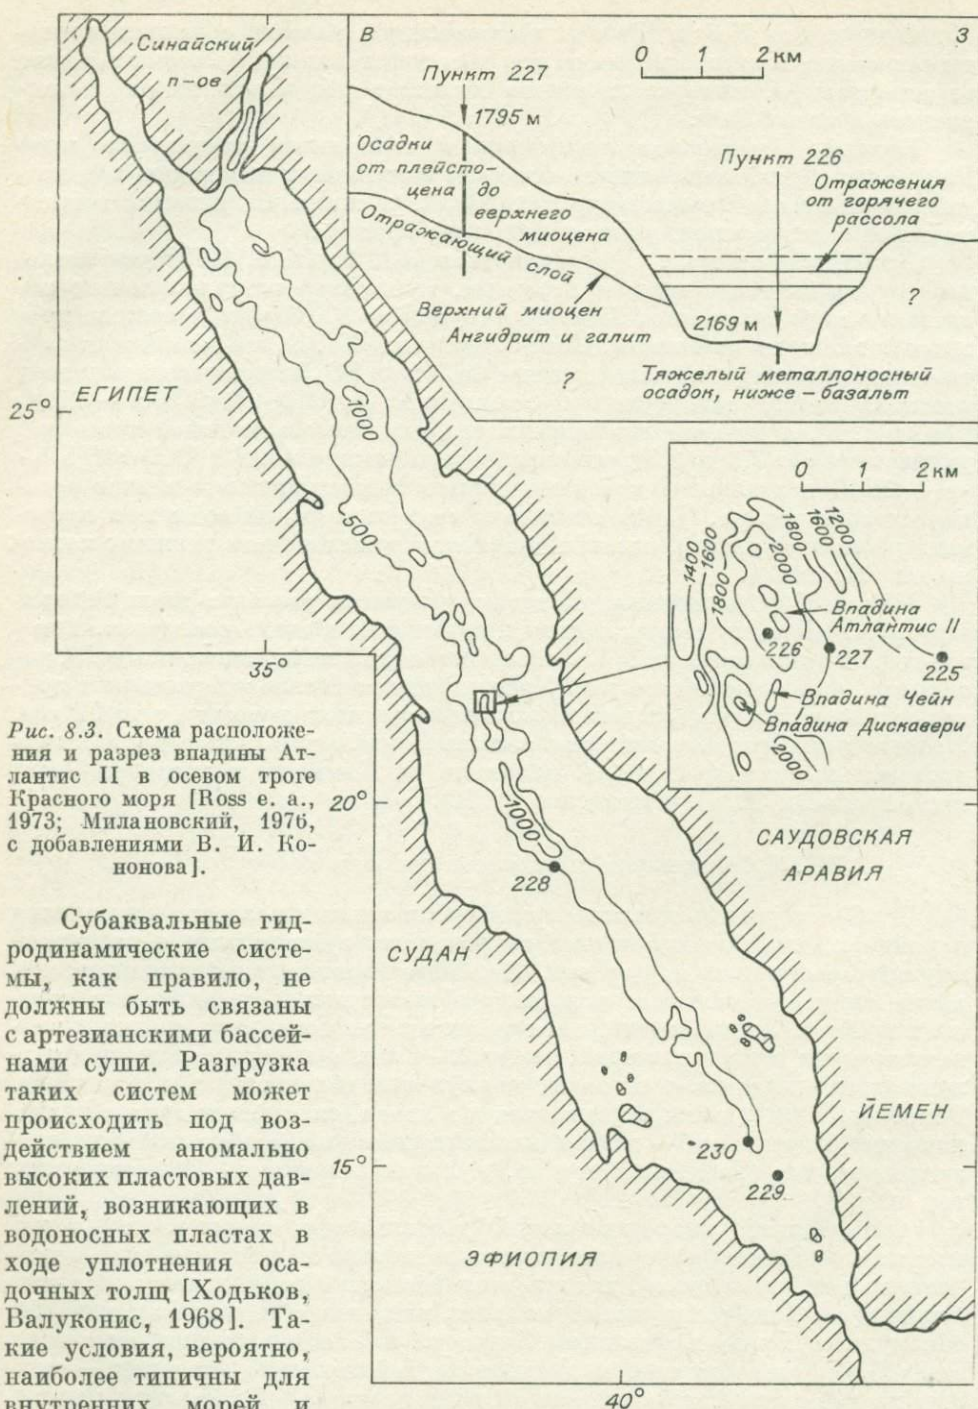 Синайский
п-ов
В
З
0 1 2 км
Пункт 227
1795 м
Осадки
от плейсто-
цена до
верхнего
миоцена
Отражающий слой
Верхний миоцен
Ангидрит и галит
?
Пункт 226
Отражения
от горячего
рассола
?
2169 м
Тяжелый металлоносный
осадок, ниже – базальт
25°
ЕГИПЕТ
1000
500
35°
0 1 2 км
1400
1600
1800
2000
1800
1600
1200
Впадина
Атлантис II
226
227
225
Впадина Чейн
Впадина Дискавери
2000
Рис. 8.3. Схема расположе-
ния и разрез впадины Ат-
лантис II в осевом троге
Красного моря [Ross e. a.,
1973; Милановский, 1976,
с добавлениями В. И. Ко-
нонова].
20°
1000
228
САУДОВСКАЯ
АРАВИЯ
СУДАН
ЙЕМЕН
15°
230
229
ЭФИОПИЯ
40°
Субаквальные гид-
родинамические систе-
мы, как правило, не
должны быть связаны
с артезианскими бассей-
нами суши. Разгрузка
таких систем может
происходить под воз-
действием аномально
высоких пластовых дав-
лений, возникающих в
водоносных пластах в
ходе уплотнения оса-
дочных толщ [Ходьков,
Валуконис, 1968]. Та-
кие условия, вероятно,
наиболее типичны для
внутренних морей и